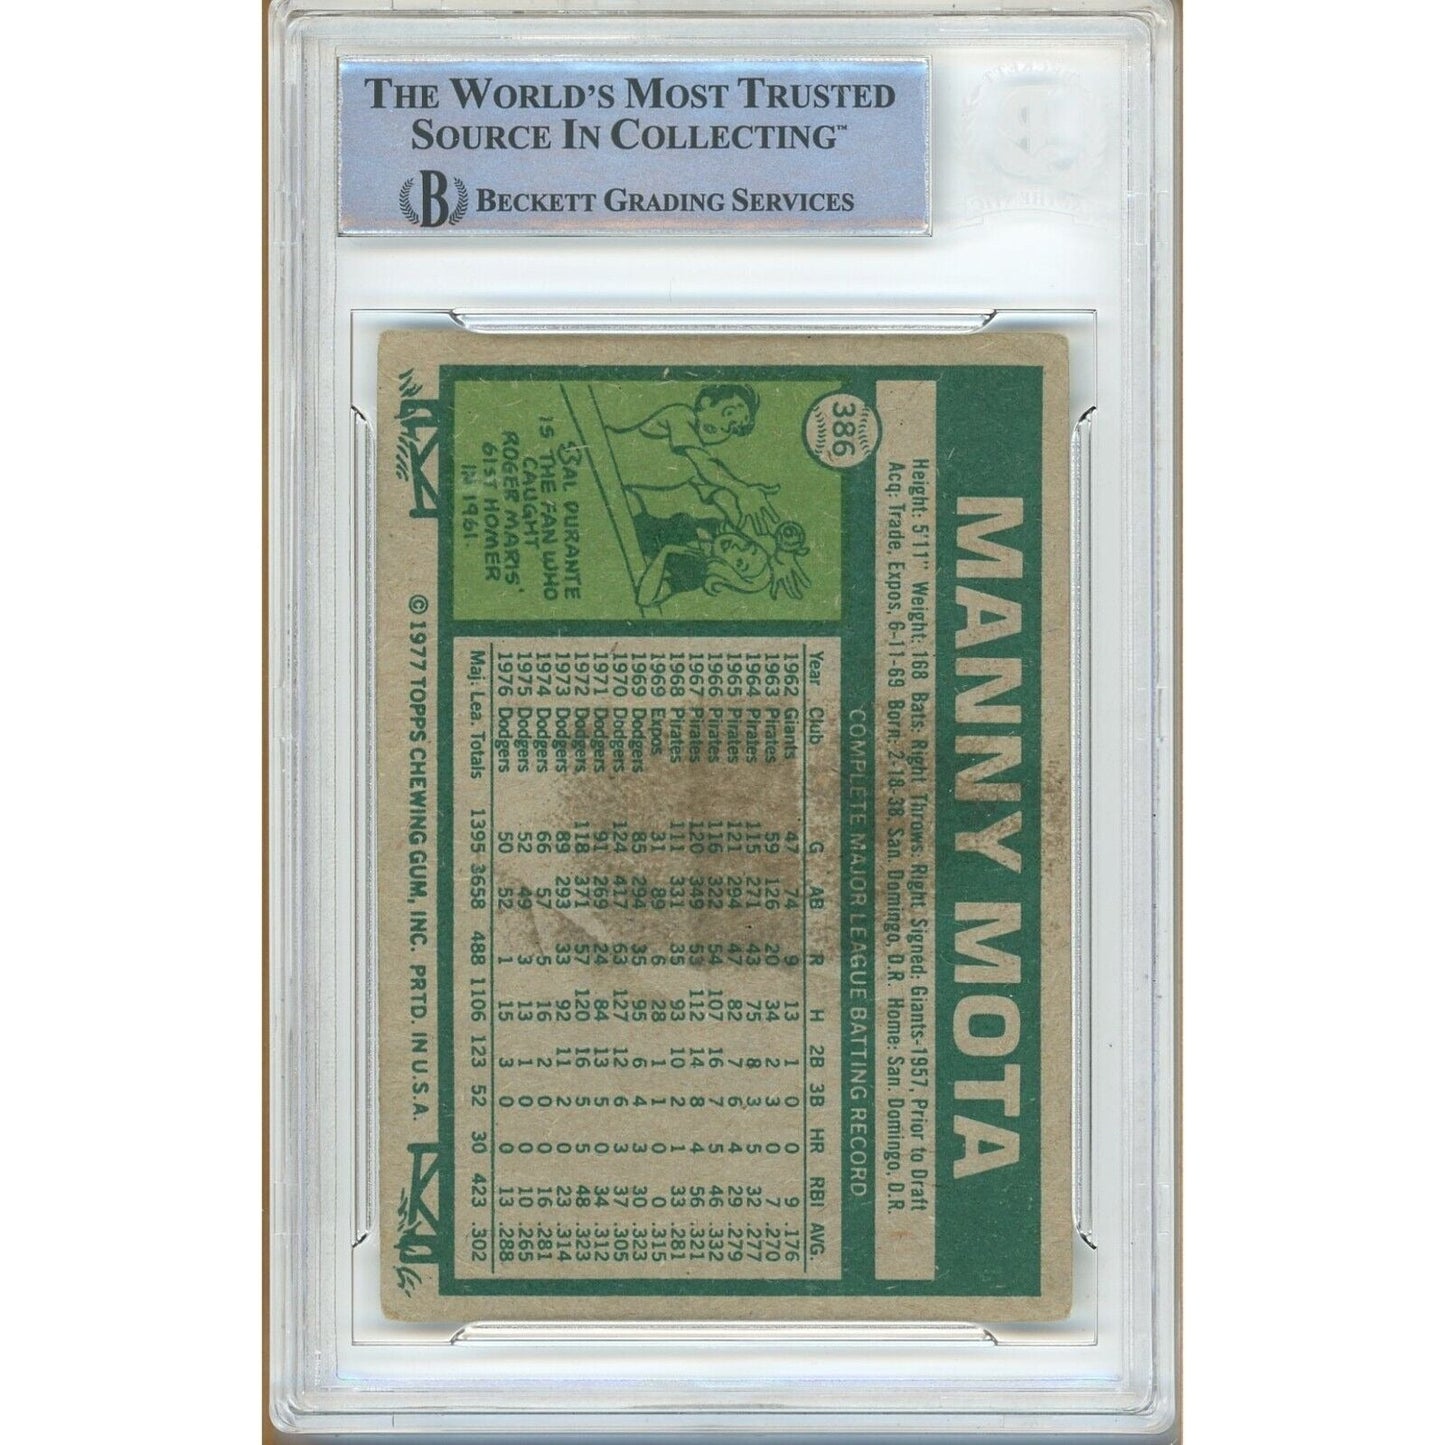 THE WORLD'S MOST TRUSTED
SOURCE IN COLLECTING™
B BECKETT GRADING SERVICES
386
MANNY MOTA
Height: 5'11" Weight: 168 Bats: Right Throws: Right Signed: Giants-1957, Prior to Draft
Acq: Trade, Expos, 6-11-69 Born: 2-18-38, San. Domingo, D.R. Home: San. Domingo, D.R.
COMPLETE MAJOR LEAGUE BATTING RECORD
Year Club G AB R H 2B 3B HR RBI AVG.
1962 Giants 47 74 9 13 1 0 0 9 .176
1963 Pirates 59 126 20 34 2 3 0 7 .270
1964 Pirates 115 271 43 75 8 3 5 32 .277
1965 Pirates 121 294 47 82 7 6 4 29 .279
1966 Pirates 116 322 54 107 16 7 5 46 .332
1967 Pirates 120 349 53 112 14 8 4 56 .321
1968 Pirates 111 331 35 93 10 2 1 33 .281
1969 Expos 31 89 6 28 1 1 0 0 .315
1969 Dodgers 85 294 35 95 6 4 3 30 .323
1970 Dodgers 124 417 63 127 12 6 3 37 .305
1971 Dodgers 91 269 24 84 13 5 0 34 .312
1972 Dodgers 118 371 57 120 16 5 5 48 .323
1973 Dodgers 89 293 33 92 11 2 0 23 .314
1974 Dodgers 66 57 5 16 2 0 0 16 .281
1975 Dodgers 52 49 3 13 1 0 0 10 .265
1976 Dodgers 50 52 1 15 3 0 0 13 .288
Maj. Lea. Totals 1395 3658 488 1106 123 52 30 423 .302
61
SAL DURANTE
IS THE FAN WHO
CAUGHT
ROGER MARIS'
61ST HOMER
IN 1961.
© 1977 TOPPS CHEWING GUM, INC. PRTD. IN U.S.A.